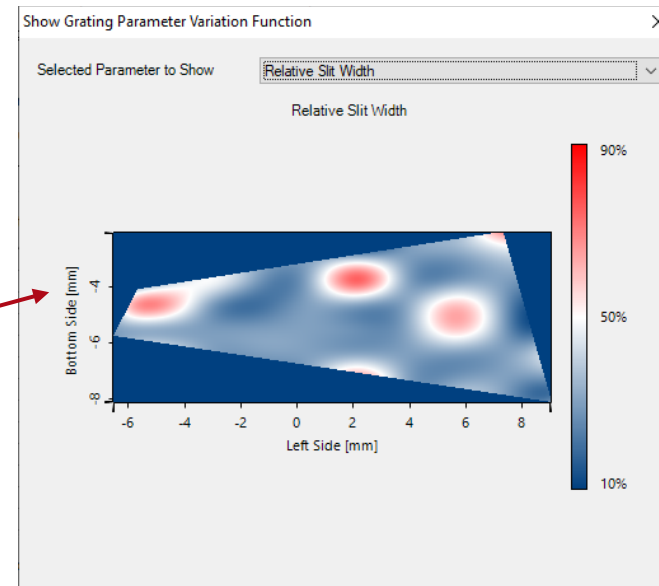 Show Grating Parameter Variation Function
Selected Parameter to Show
Relative Slit Width
Relative Slit Width
90%
50%
10%
Bottom Side [mm]
-4
-6
-8
-6
-4
-2
0
2
4
6
8
Left Side [mm]